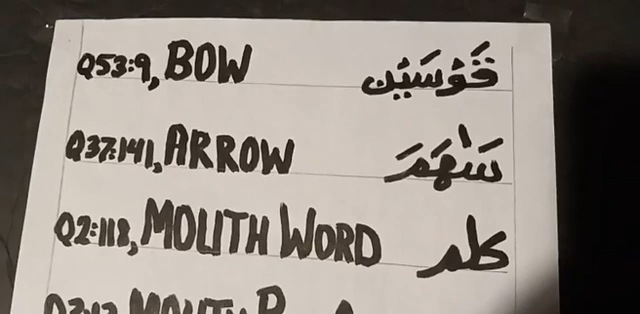 Q53:9, BOW قَوْسَيْن
Q37:141, ARROW سَاهَمَ
Q2:118, MOUTH WORD كلم